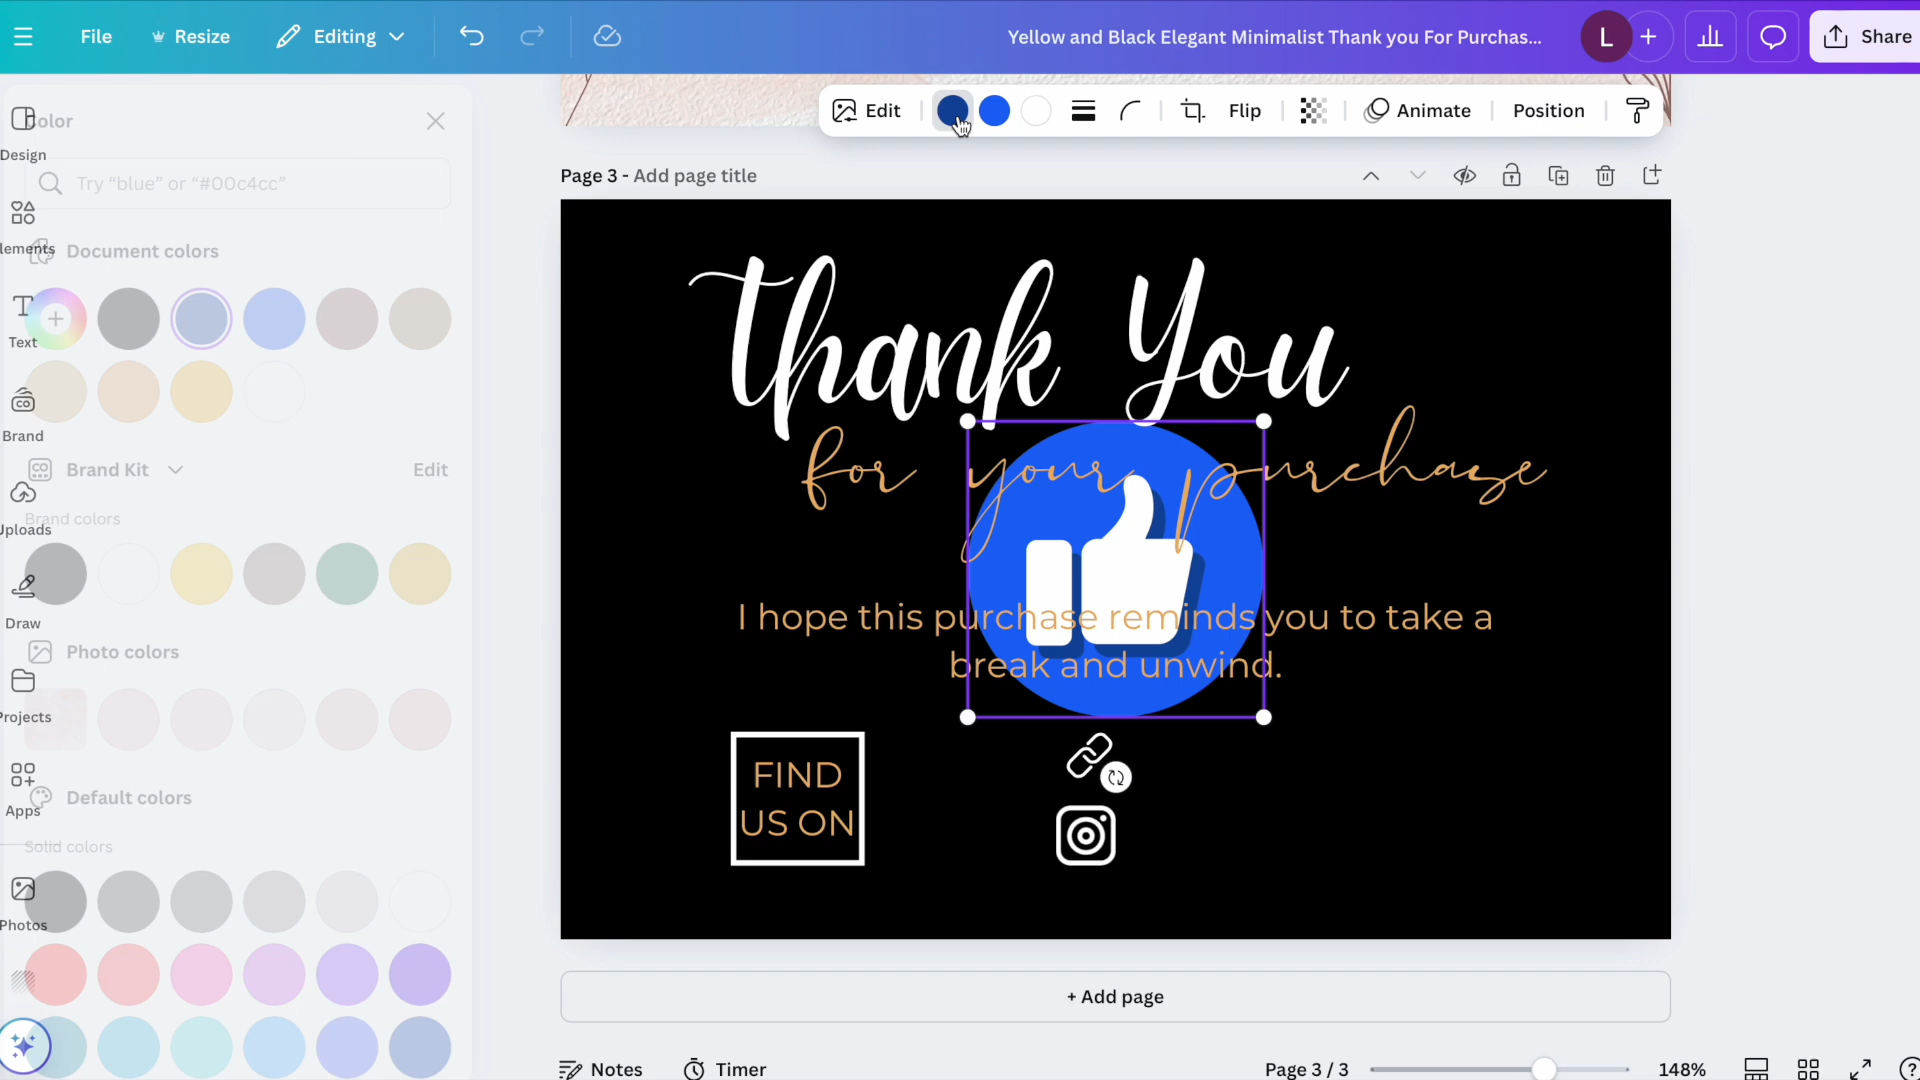 File
Resize
Editing
Yellow and Black Elegant Minimalist Thank you For Purchas...
L
Share
Edit
Flip
Animate
Position
Color
Design
Try “blue” or “#00c4cc”
Page 3 - Add page title
Elements
Document colors
Text
Brand
Brand Kit
Edit
Brand colors
Uploads
Draw
Photo colors
Projects
Default colors
Apps
Solid colors
Photos
Thank You
for your purchase
I hope this purchase reminds you to take a
break and unwind.
FIND
US ON
+ Add page
Notes
Timer
Page 3 / 3
148%